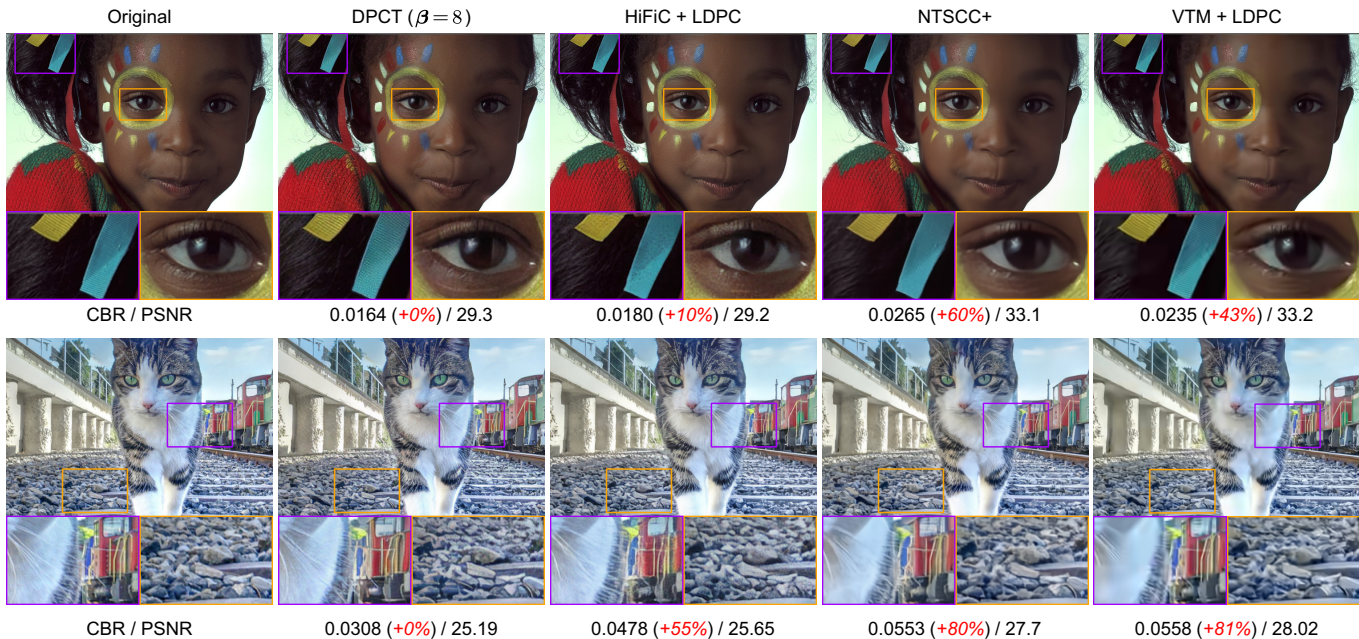 Original DPCT (β = 8) HiFiC + LDPC NTSCC+ VTM + LDPC
CBR / PSNR 0.0164 (+0%) / 29.3 0.0180 (+10%) / 29.2 0.0265 (+60%) / 33.1 0.0235 (+43%) / 33.2
CBR / PSNR 0.0308 (+0%) / 25.19 0.0478 (+55%) / 25.65 0.0553 (+80%) / 27.7 0.0558 (+81%) / 28.02